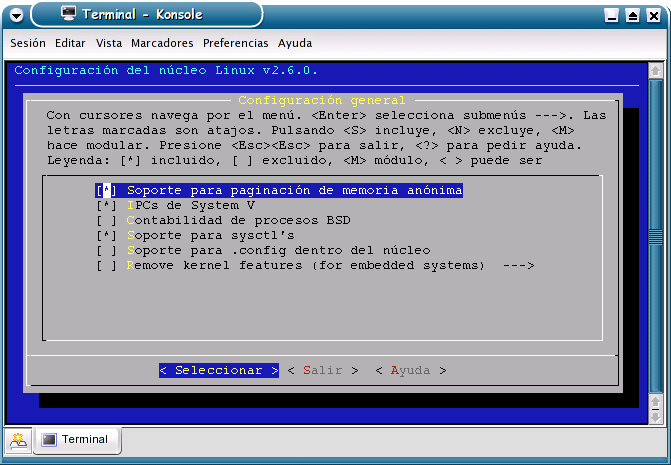 Terminal - Konsole
Sesión Editar Vista Marcadores Preferencias Ayuda
Configuración del núcleo Linux v2.6.0.
Configuración general
Con cursores navega por el menú. <Enter> selecciona submenús --->. Las
letras marcadas son atajos. Pulsando <S> incluye, <N> excluye, <M>
hace modular. Presione <Esc><Esc> para salir, <?> para pedir ayuda.
Leyenda: [*] incluido, [ ] excluido, <M> módulo, < > puede ser
[*] Soporte para paginación de memoria anónima
[*] IPCs de System V
[ ] Contabilidad de procesos BSD
[*] Soporte para sysctl's
[ ] Soporte para .config dentro del núcleo
[ ] Remove kernel features (for embedded systems) --->
< Seleccionar > < Salir > < Ayuda >
Terminal